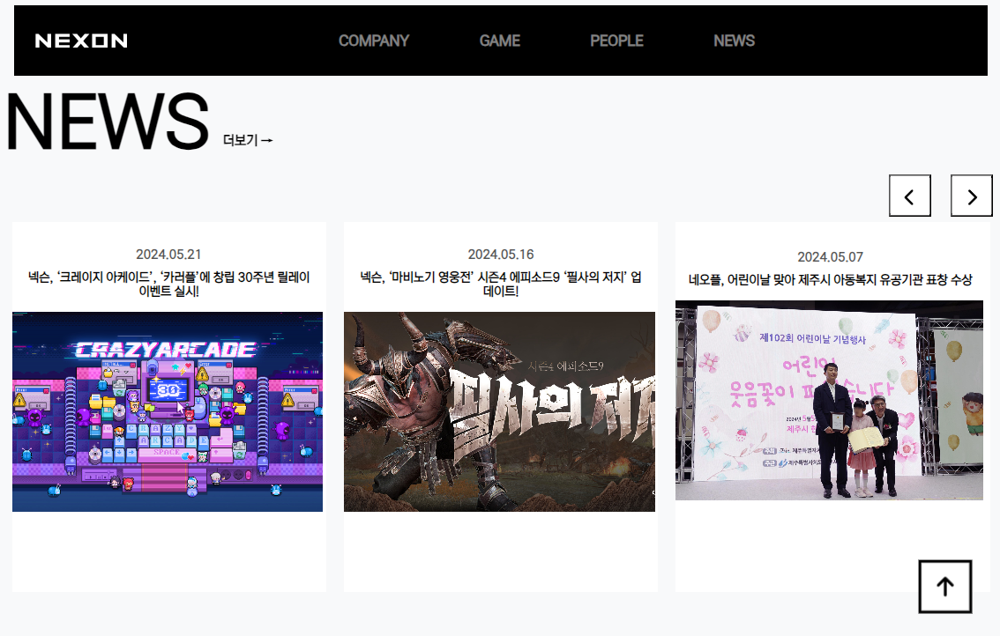 NEXON
COMPANY
GAME
PEOPLE
NEWS
NEWS
더보기 →
2024.05.21
넥슨, ‘크레이지 아케이드’, ‘카러플’에 창립 30주년 릴레이
이벤트 실시!
CRAZYARCADE
30
SPACE
2024.05.16
넥슨, ‘마비노기 영웅전’ 시즌4 에피소드9 ‘필사의 저지’ 업
데이트!
시즌4 에피소드9
필사의 저지
2024.05.07
네오플, 어린이날 맞아 제주시 아동복지 유공기관 표창 수상
제102회 어린이날 기념행사
어린이
웃음꽃이 피 습니다